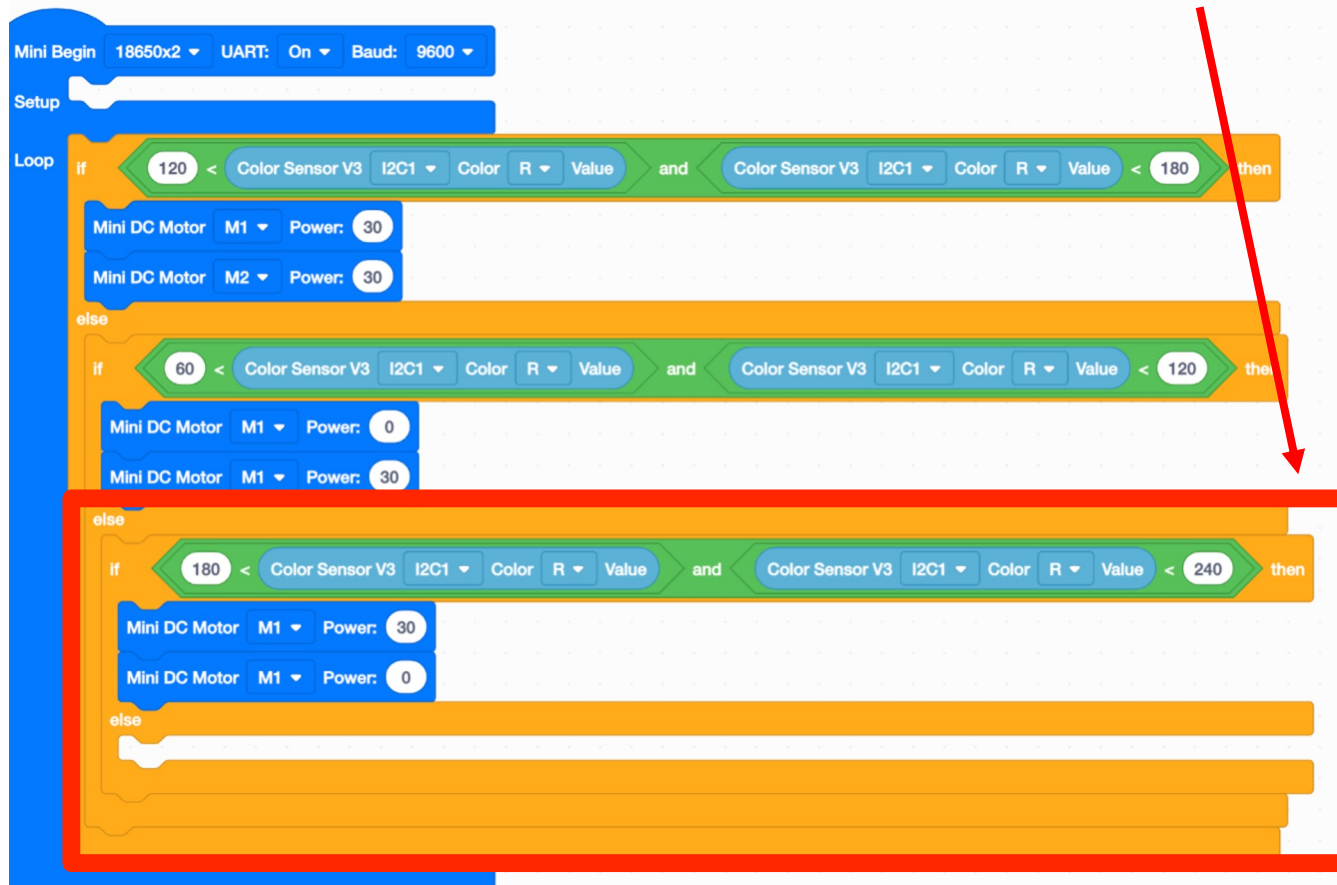 Mini Begin 18650x2 UART: On Baud: 9600
Setup
Loop if 120 < Color Sensor V3 I2C1 Color R Value and Color Sensor V3 I2C1 Color R Value < 180 then
Mini DC Motor M1 Power: 30
Mini DC Motor M2 Power: 30
else
if 60 < Color Sensor V3 I2C1 Color R Value and Color Sensor V3 I2C1 Color R Value < 120 then
Mini DC Motor M1 Power: 0
Mini DC Motor M1 Power: 30
else
if 180 < Color Sensor V3 I2C1 Color R Value and Color Sensor V3 I2C1 Color R Value < 240 then
Mini DC Motor M1 Power: 30
Mini DC Motor M1 Power: 0
else